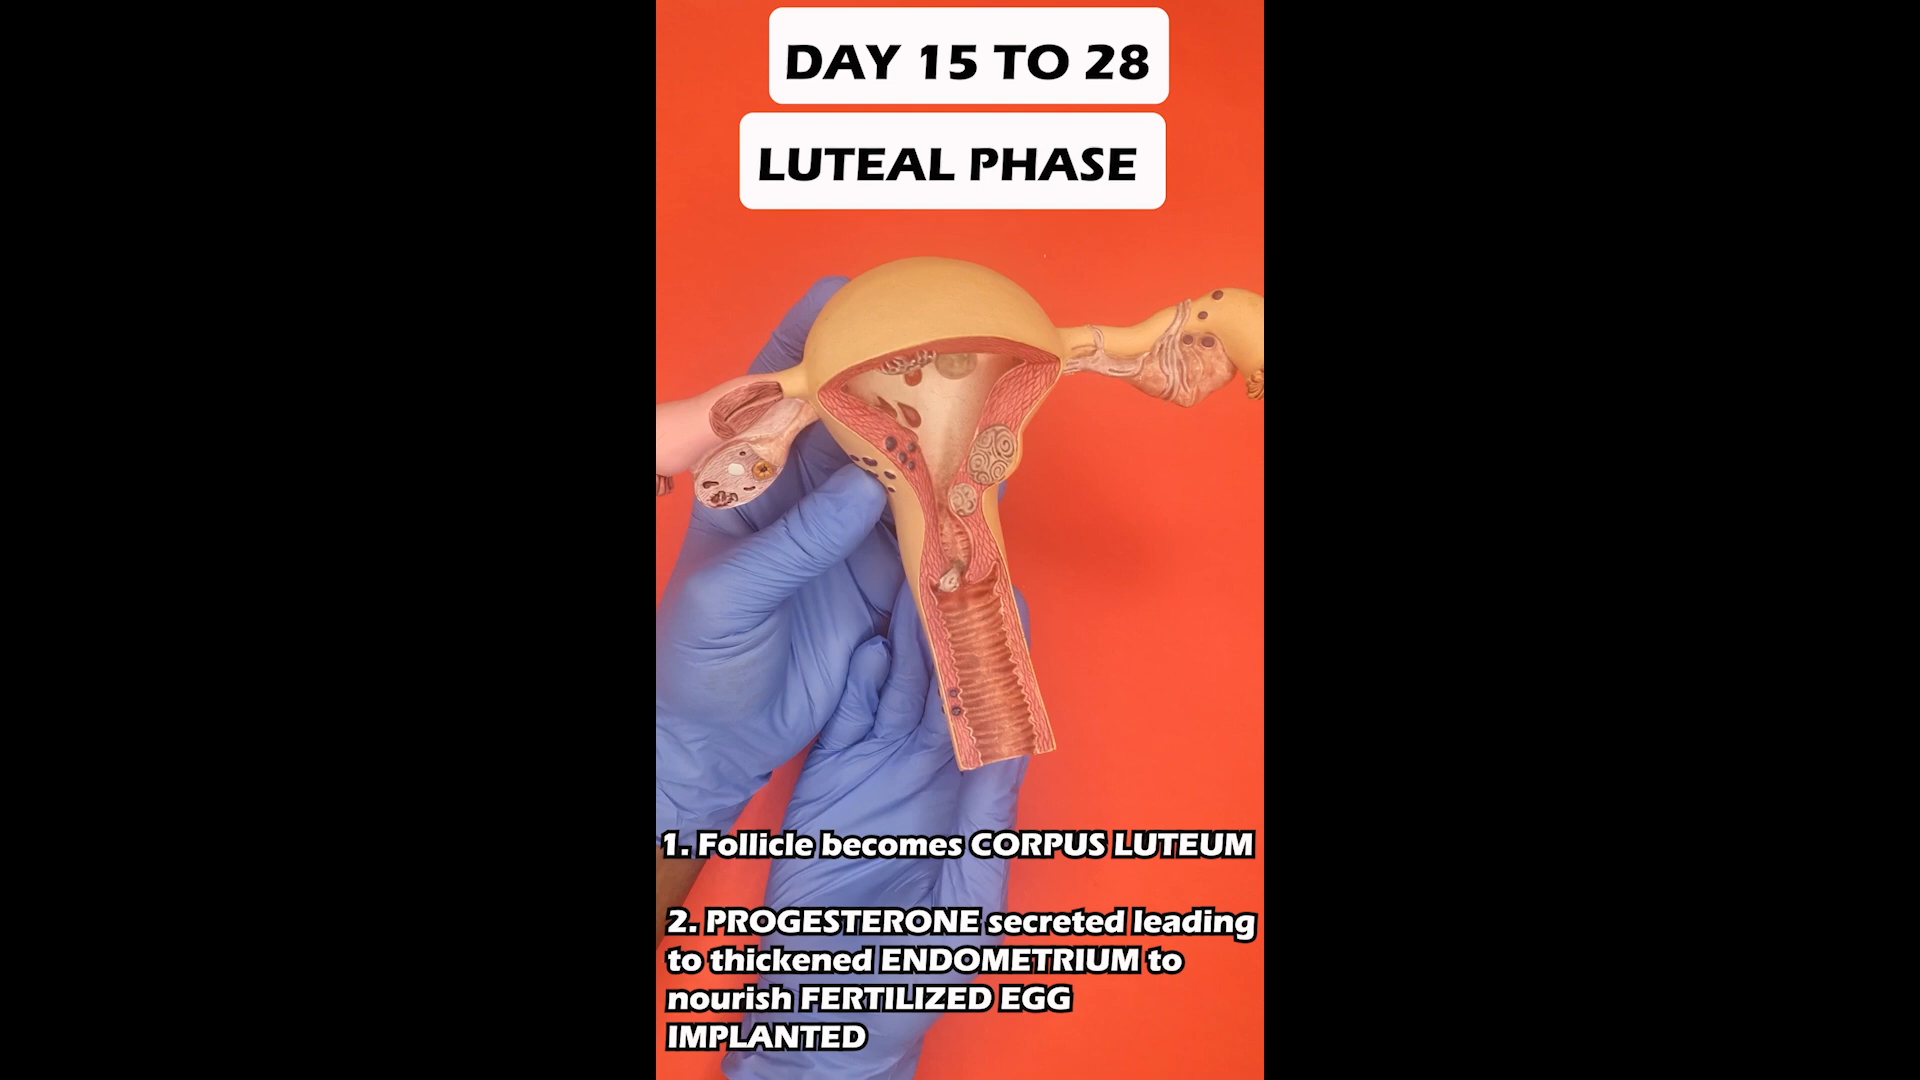 DAY 15 TO 28
LUTEAL PHASE
1. Follicle becomes CORPUS LUTEUM
2. PROGESTERONE secreted leading
to thickened ENDOMETRIUM to
nourish FERTILIZED EGG
IMPLANTED